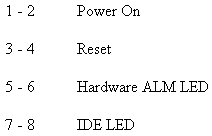 1 - 2 Power On
3 - 4 Reset
5 - 6 Hardware ALM LED
7 - 8 IDE LED